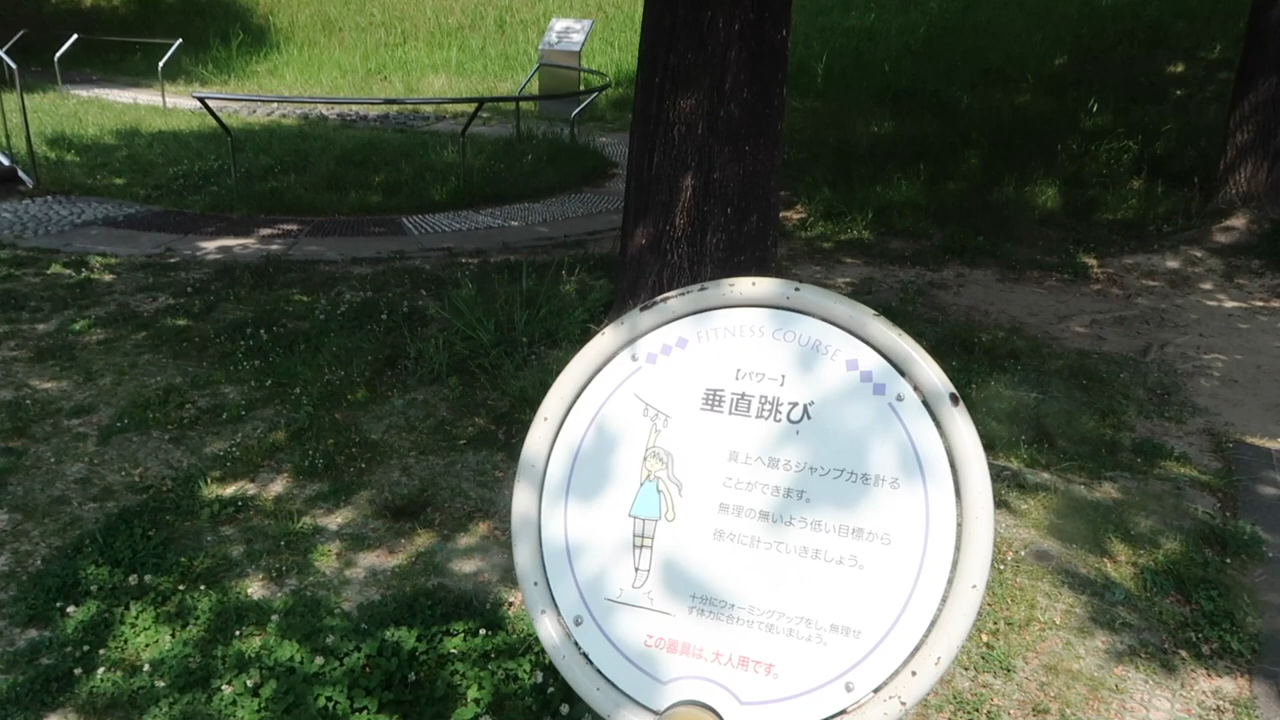 FITNESS COURSE
【パワー】
垂直跳び
真上へ蹴るジャンプ力を計る
ことができます。
無理の無いよう低い目標から
徐々に計っていきましょう。
十分にウォーミングアップをし、無理せ
ず体力に合わせて使いましょう。
この器具は、大人用です。